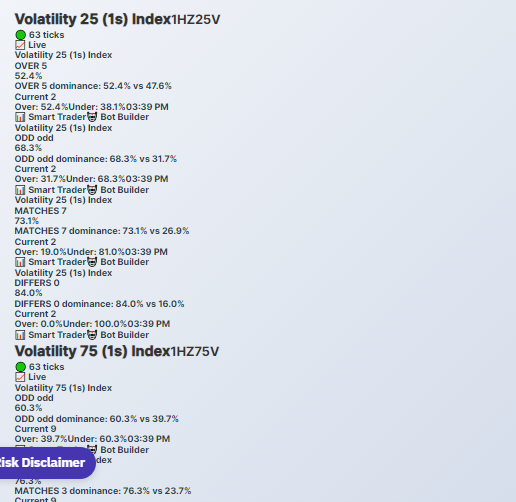 Volatility 25 (1s) Index1HZ25V
63 ticks
Live
Volatility 25 (1s) Index
OVER 5
52.4%
OVER 5 dominance: 52.4% vs 47.6%
Current 2
Over: 52.4%Under: 38.1%03:39 PM
Smart Trader Bot Builder
Volatility 25 (1s) Index
ODD odd
68.3%
ODD odd dominance: 68.3% vs 31.7%
Current 2
Over: 31.7%Under: 68.3%03:39 PM
Smart Trader Bot Builder
Volatility 25 (1s) Index
MATCHES 7
73.1%
MATCHES 7 dominance: 73.1% vs 26.9%
Current 2
Over: 19.0%Under: 81.0%03:39 PM
Smart Trader Bot Builder
Volatility 25 (1s) Index
DIFFERS 0
84.0%
DIFFERS 0 dominance: 84.0% vs 16.0%
Current 2
Over: 0.0%Under: 100.0%03:39 PM
Smart Trader Bot Builder
Volatility 75 (1s) Index1HZ75V
63 ticks
Live
Volatility 75 (1s) Index
ODD odd
60.3%
ODD odd dominance: 60.3% vs 39.7%
Current 9
Over: 39.7%Under: 60.3%03:39 PM
Bot Builder
Risk Disclaimer
76.3%
MATCHES 3 dominance: 76.3% vs 23.7%
Current 9